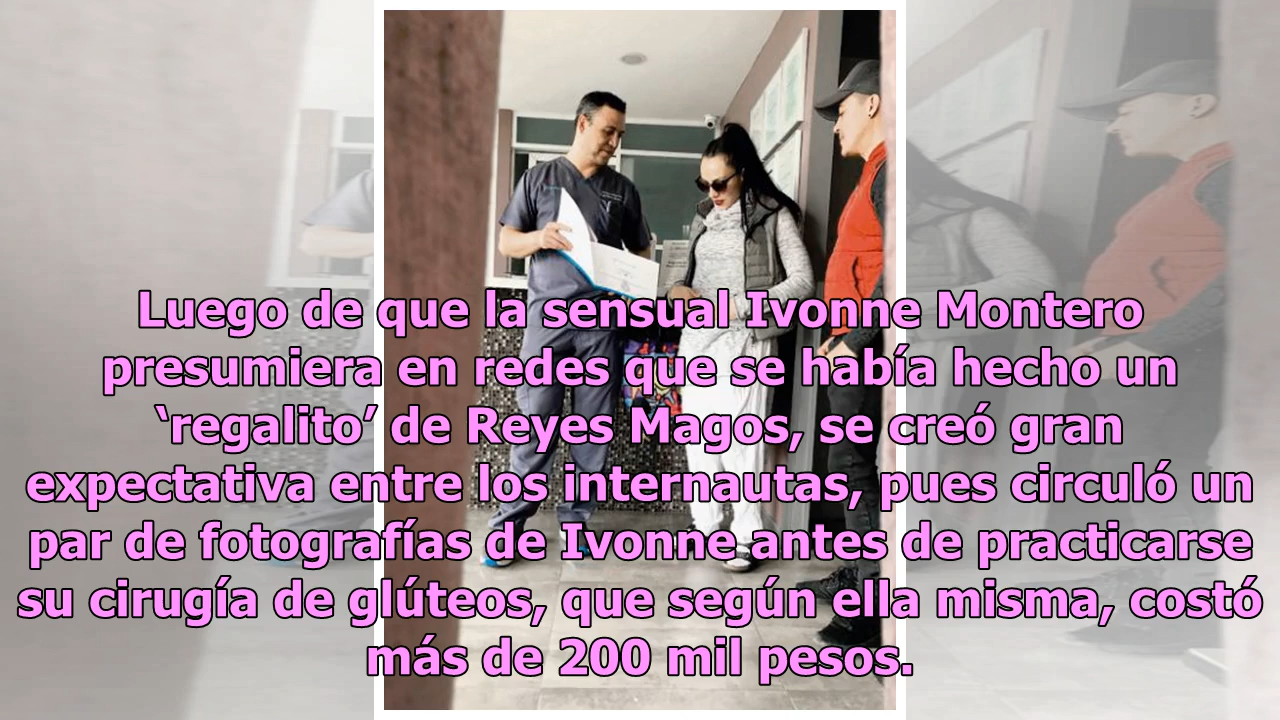 Luego de que la sensual Ivonne Montero
presumiera en redes que se había hecho un
‘regalito’ de Reyes Magos, se creó gran
expectativa entre los internautas, pues circuló un
par de fotografías de Ivonne antes de practicarse
su cirugía de glúteos, que según ella misma, costó
más de 200 mil pesos.